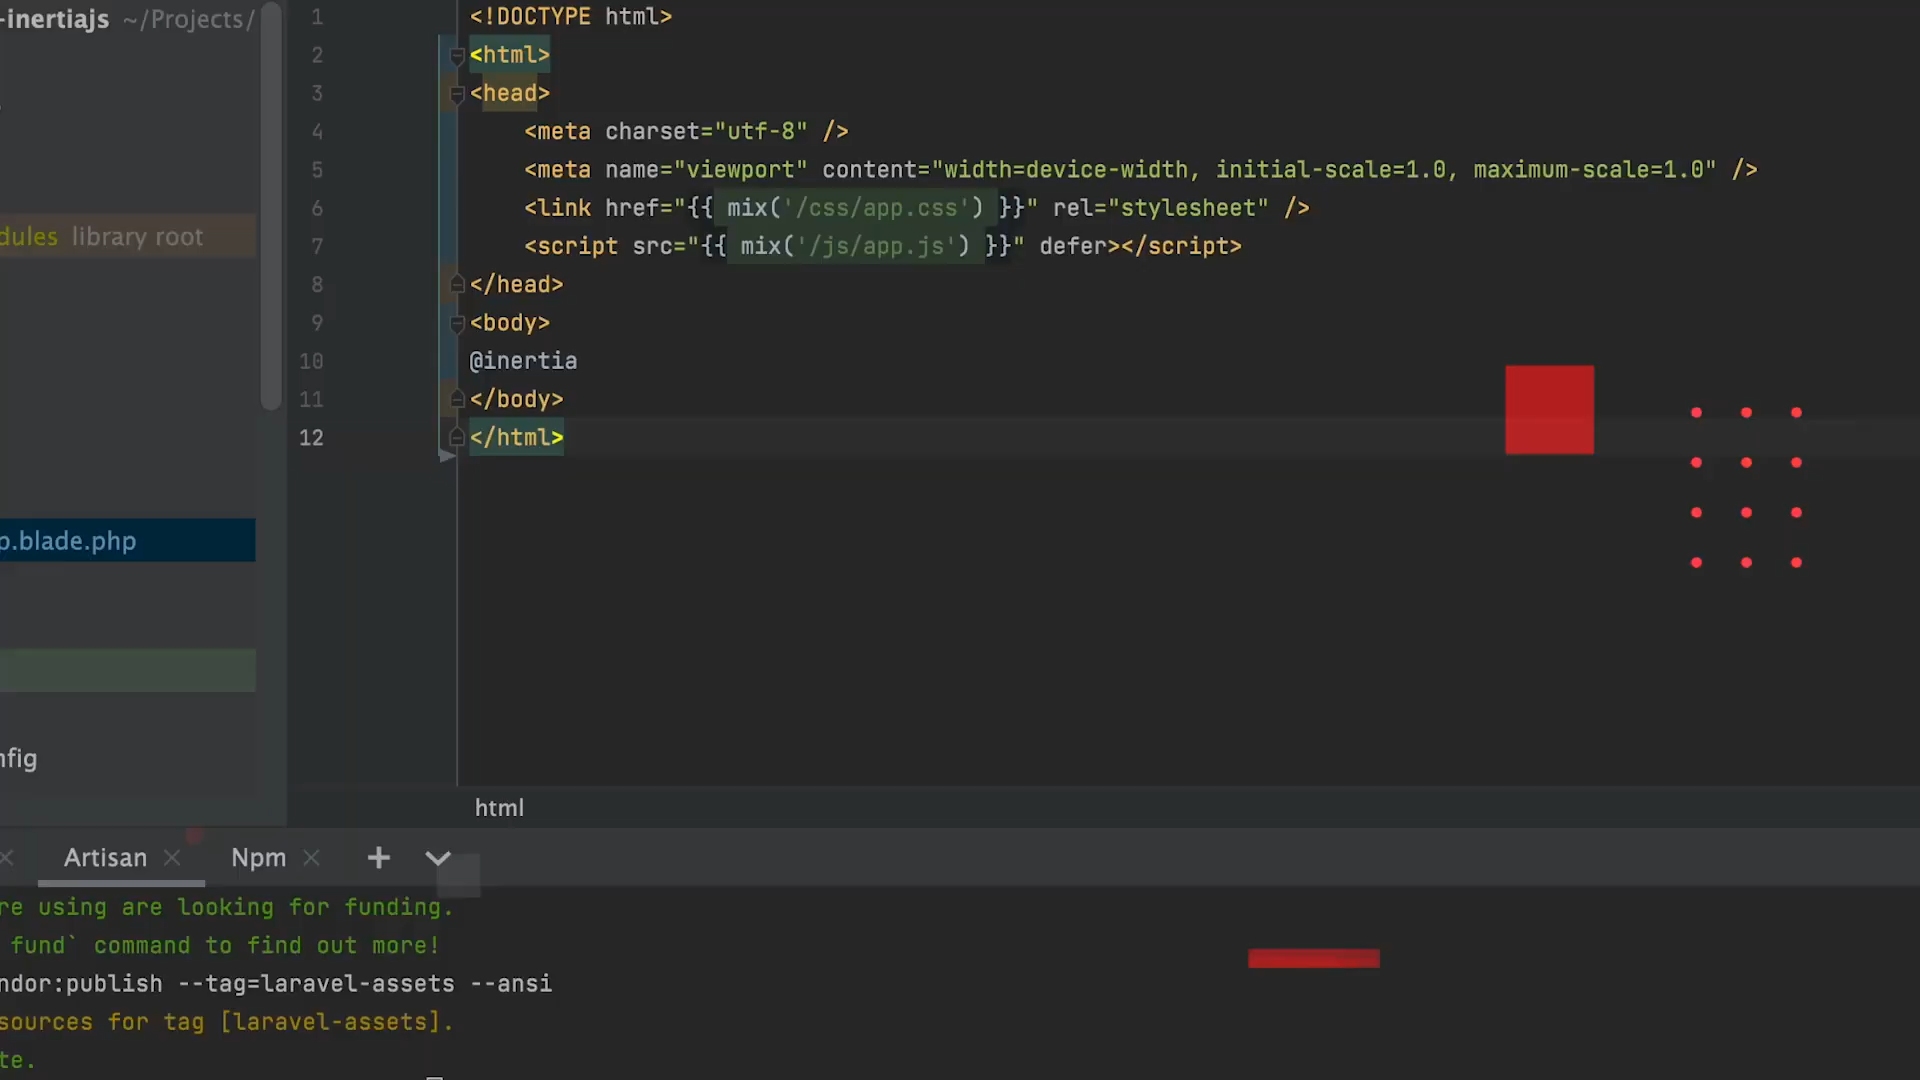 -inertiajs ~/Projects/
dules library root
p.blade.php
nfig
1 <!DOCTYPE html>
2 <html>
3 <head>
4 <meta charset="utf-8" />
5 <meta name="viewport" content="width=device-width, initial-scale=1.0, maximum-scale=1.0" />
6 <link href="{{ mix('/css/app.css') }}" rel="stylesheet" />
7 <script src="{{ mix('/js/app.js') }}" defer></script>
8 </head>
9 <body>
10 @inertia
11 </body>
12 </html>
html
Artisan Npm
re using are looking for funding.
fund` command to find out more!
ndor:publish --tag=laravel-assets --ansi
sources for tag [laravel-assets].
te.